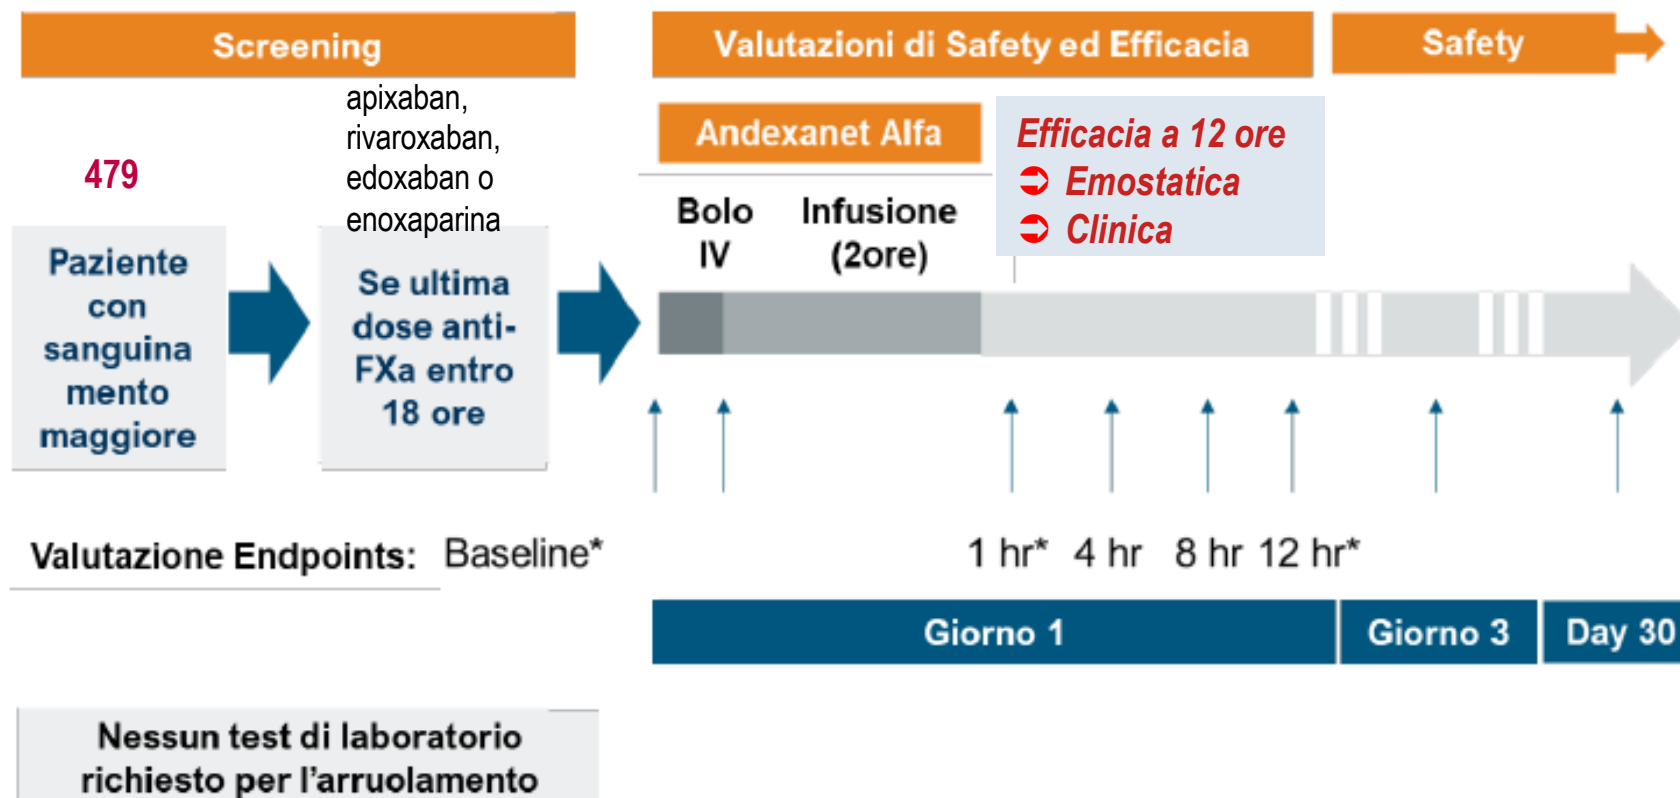 Screening
Valutazioni di Safety ed Efficacia
Safety
apixaban,
rivaroxaban,
edoxaban o
enoxaparina
479
Andexanet Alfa
Efficacia a 12 ore
➲ Emostatica
➲ Clinica
Bolo
IV
Infusione
(2ore)
Paziente
con
sanguina
mento
maggiore
Se ultima
dose anti-
FXa entro
18 ore
Valutazione Endpoints: Baseline*
1 hr* 4 hr 8 hr 12 hr*
Giorno 1
Giorno 3
Day 30
Nessun test di laboratorio
richiesto per l'arruolamento